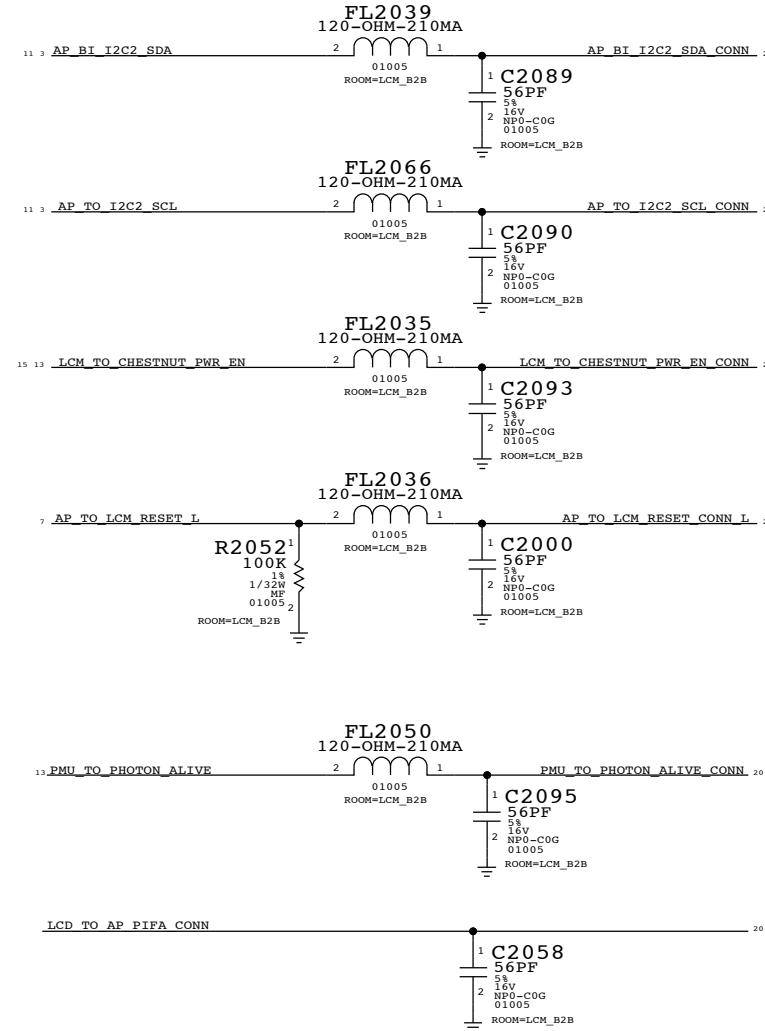 FL2039
120-OHM-210MA
11 3 AP_BI_I2C2_SDA 2 1 AP_BI_I2C2_SDA_CONN
01005
ROOM=LCM_B2B
1 C2089
56PF
5%
16V
2 NP0-C0G
01005
ROOM=LCM_B2B
FL2066
120-OHM-210MA
11 3 AP_TO_I2C2_SCL 2 1 AP_TO_I2C2_SCL_CONN
01005
ROOM=LCM_B2B
1 C2090
56PF
5%
16V
2 NP0-C0G
01005
ROOM=LCM_B2B
FL2035
120-OHM-210MA
15 13 LCM_TO_CHESTNUT_PWR_EN 2 1 LCM_TO_CHESTNUT_PWR_EN_CONN
01005
ROOM=LCM_B2B
1 C2093
56PF
5%
16V
2 NP0-C0G
01005
ROOM=LCM_B2B
FL2036
120-OHM-210MA
7 AP_TO_LCM_RESET_L 2 1 AP_TO_LCM_RESET_CONN_L
01005
ROOM=LCM_B2B
R2052 1
100K
1%
1/32W
MF
01005 2
ROOM=LCM_B2B
1 C2000
56PF
5%
16V
2 NP0-C0G
01005
ROOM=LCM_B2B
FL2050
120-OHM-210MA
13 PMU_TO_PHOTON_ALIVE 2 1 PMU_TO_PHOTON_ALIVE_CONN 20
01005
ROOM=LCM_B2B
1 C2095
56PF
5%
16V
2 NP0-C0G
01005
ROOM=LCM_B2B
LCD_TO_AP_PIFA_CONN 20
1 C2058
56PF
5%
16V
2 NP0-C0G
01005
ROOM=LCM_B2B